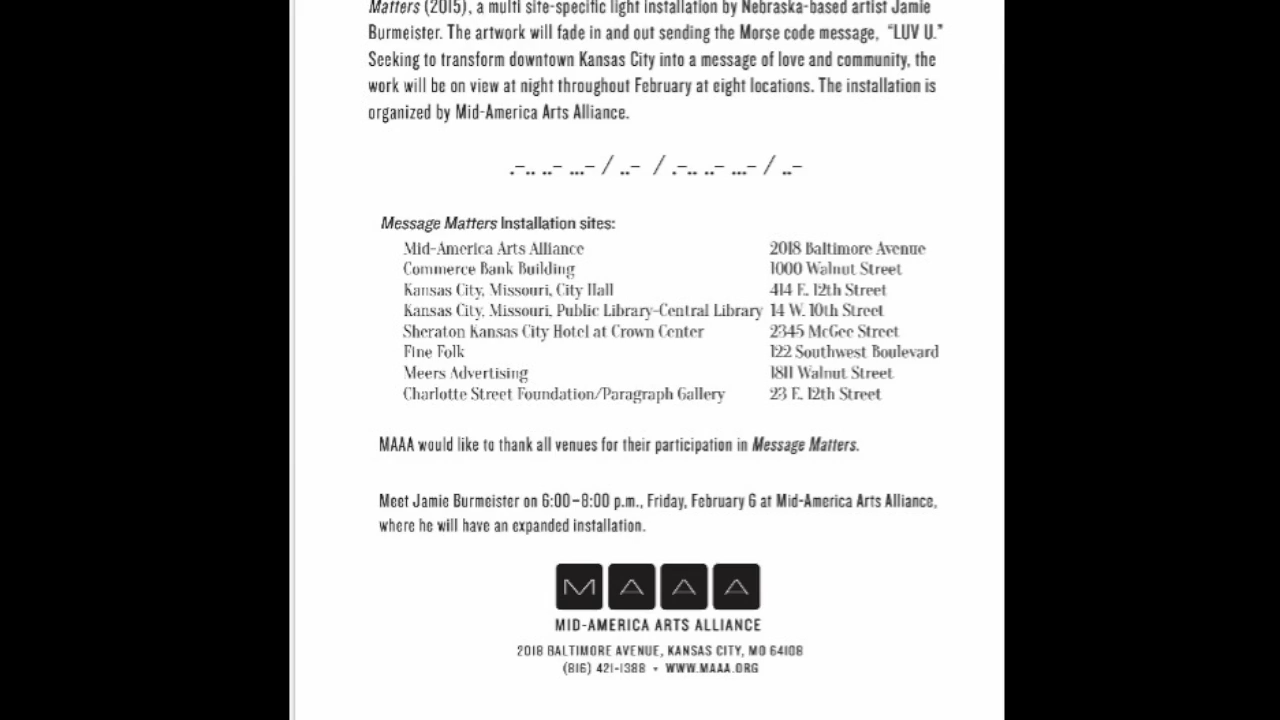 Matters (2015), a multi site-specific light installation by Nebraska-based artist Jamie
Burmeister. The artwork will fade in and out sending the Morse code message, “LUV U.”
Seeking to transform downtown Kansas City into a message of love and community, the
work will be on view at night throughout February at eight locations. The installation is
organized by Mid-America Arts Alliance.
.-.. ..- ...- / ..- / .-.. ..- ...- / ..-
Message Matters Installation sites:
Mid-America Arts Alliance 2018 Baltimore Avenue
Commerce Bank Building 1000 Walnut Street
Kansas City, Missouri, City Hall 414 E. 12th Street
Kansas City, Missouri, Public Library-Central Library 14 W. 10th Street
Sheraton Kansas City Hotel at Crown Center 2345 McGee Street
Fine Folk 122 Southwest Boulevard
Meers Advertising 1811 Walnut Street
Charlotte Street Foundation/Paragraph Gallery 23 E. 12th Street
MAAA would like to thank all venues for their participation in Message Matters.
Meet Jamie Burmeister on 6:00–8:00 p.m., Friday, February 6 at Mid-America Arts Alliance,
where he will have an expanded installation.
M A A A
MID-AMERICA ARTS ALLIANCE
2018 BALTIMORE AVENUE, KANSAS CITY, MO 64108
(816) 421-1388 • WWW.MAAA.ORG